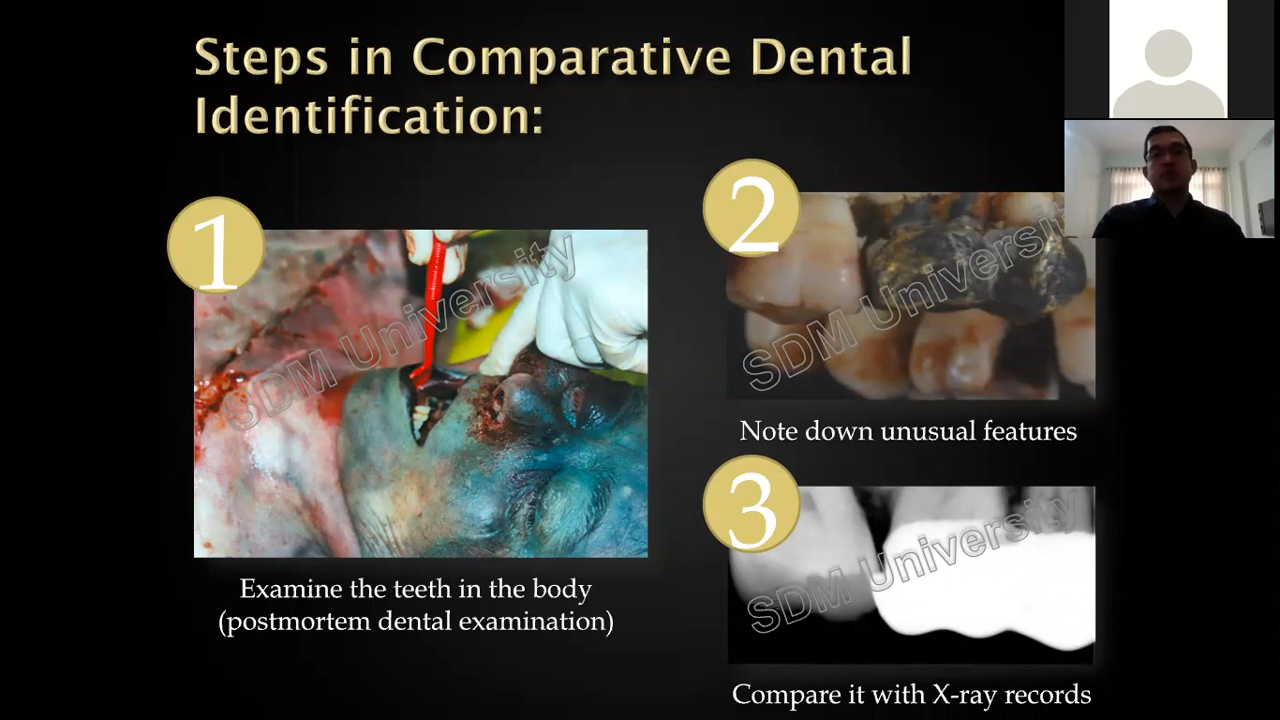 Steps in Comparative Dental
Identification:
1
SDM University
Examine the teeth in the body
(postmortem dental examination)
2
SDM University
Note down unusual features
3
SDM University
Compare it with X-ray records